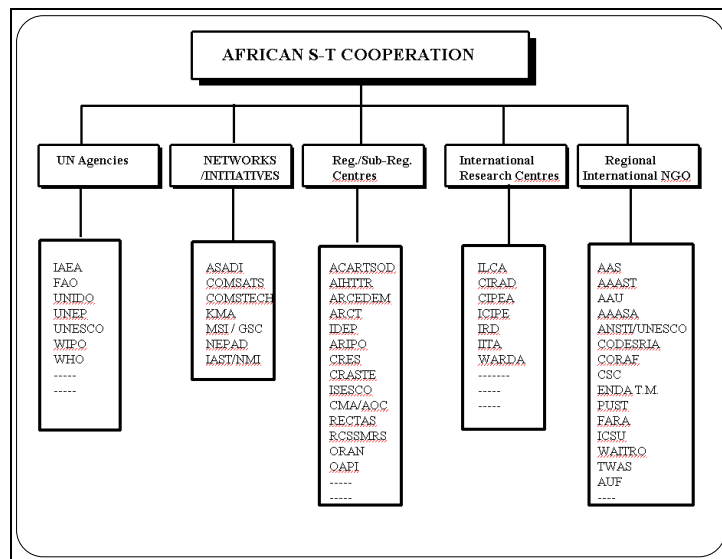 AFRICAN S-T COOPERATION
UN Agencies
NETWORKS
/INITIATIVES
Reg./Sub-Reg.
Centres
International
Research Centres
Regional
International NGO
IAEA
FAO
UNIDO
UNEP
UNESCO
WIPO
WHO
-----
-----
ASADI
COMSATS
COMSTECH
KMA
MSI / GSC
NEPAD
IAST/NMI
ACARTSOD
AIHTTR
ARCEDEM
ARCT
IDEP
ARIPO
CRES
CRASTE
ISESCO
CMA/AOC
RECTAS
RCSSMRS
ORAN
OAPI
-----
-----
ILCA
CIRAD
CIPEA
ICIPE
IRD
IITA
WARDA
-------
-----
-----
AAS
AAAST
AAU
AAASA
ANSTI/UNESCO
CODESRIA
CORAF
CSC
ENDA T.M.
PUST
FARA
ICSU
WAITRO
TWAS
AUF
----